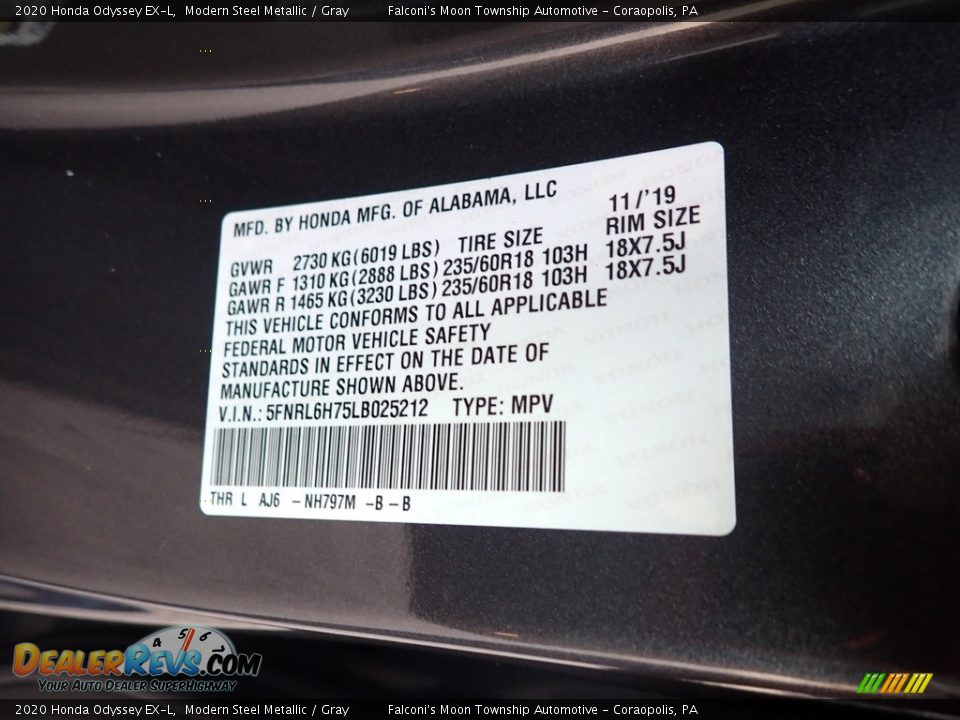 2020 Honda Odyssey EX-L, Modern Steel Metallic / Gray Falconi's Moon Township Automotive - Coraopolis, PA
MFD. BY HONDA MFG. OF ALABAMA, LLC 11/'19
GVWR 2730 KG(6019 LBS) TIRE SIZE RIM SIZE
GAWR F 1310 KG(2888 LBS) 235/60R18 103H 18X7.5J
GAWR R 1465 KG(3230 LBS) 235/60R18 103H 18X7.5J
THIS VEHICLE CONFORMS TO ALL APPLICABLE
FEDERAL MOTOR VEHICLE SAFETY
STANDARDS IN EFFECT ON THE DATE OF
MANUFACTURE SHOWN ABOVE.
V.I.N.: 5FNRL6H75LB025212 TYPE: MPV
THR L AJ6 -NH797M -B-B
4 5 6
DEALERREVS.COM
YOUR AUTO DEALER SUPERHIGHWAY
2020 Honda Odyssey EX-L, Modern Steel Metallic / Gray Falconi's Moon Township Automotive - Coraopolis, PA